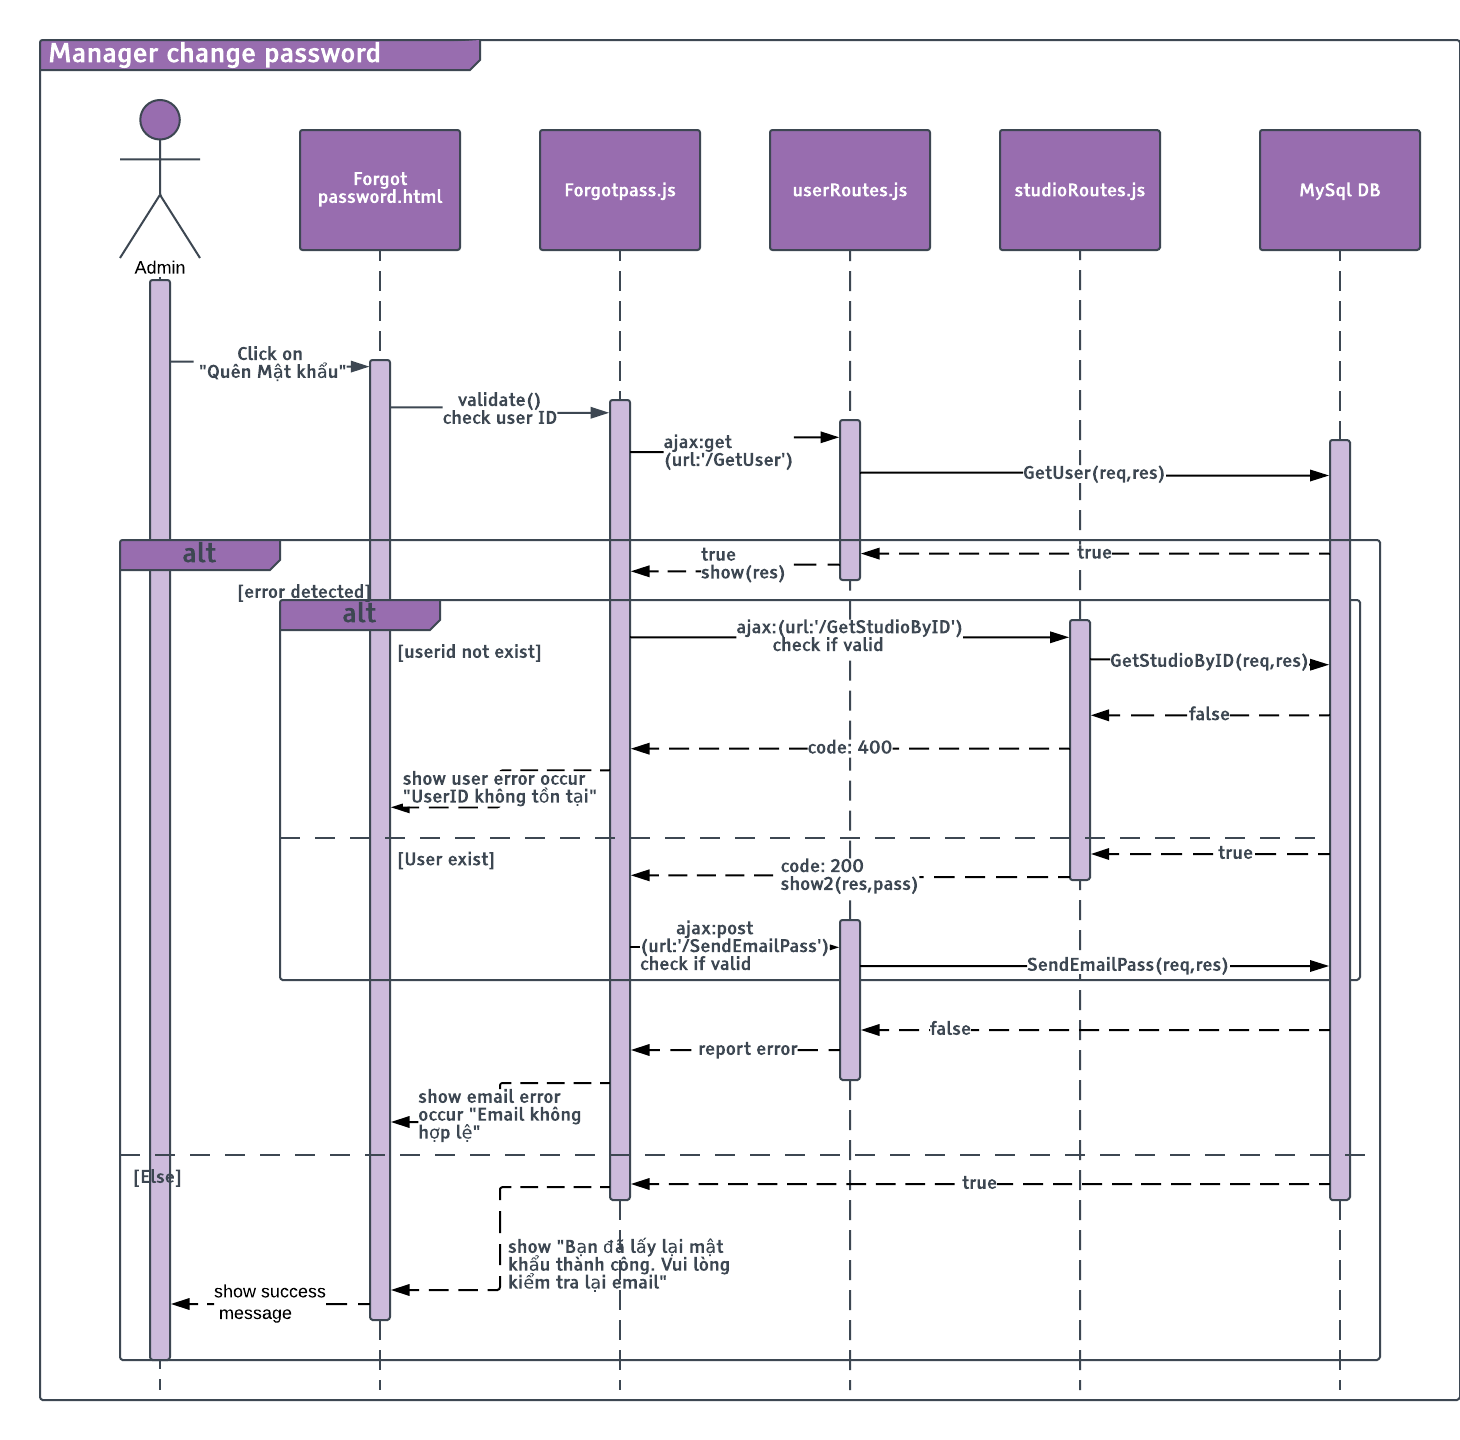 Manager change password
Admin
Forgot
password.html
Forgotpass.js
userRoutes.js
studioRoutes.js
MySql DB
Click on
"Quên Mật khẩu"
validate()
check user ID
ajax:get
(url:'/GetUser')
GetUser(req,res)
alt
true
true
show(res)
[error detected]
alt
ajax:(url:'/GetStudioByID')
check if valid
[userid not exist]
GetStudioByID(req,res)
false
code: 400
show user error occur
"UserID không tồn tại"
[User exist]
true
code: 200
show2(res,pass)
ajax:post
(url:'/SendEmailPass')
check if valid
SendEmailPass(req,res)
false
report error
show email error
occur "Email không
hợp lệ"
[Else]
true
show "Bạn đã lấy lại mật
khẩu thành công. Vui lòng
kiểm tra lại email"
show success
message